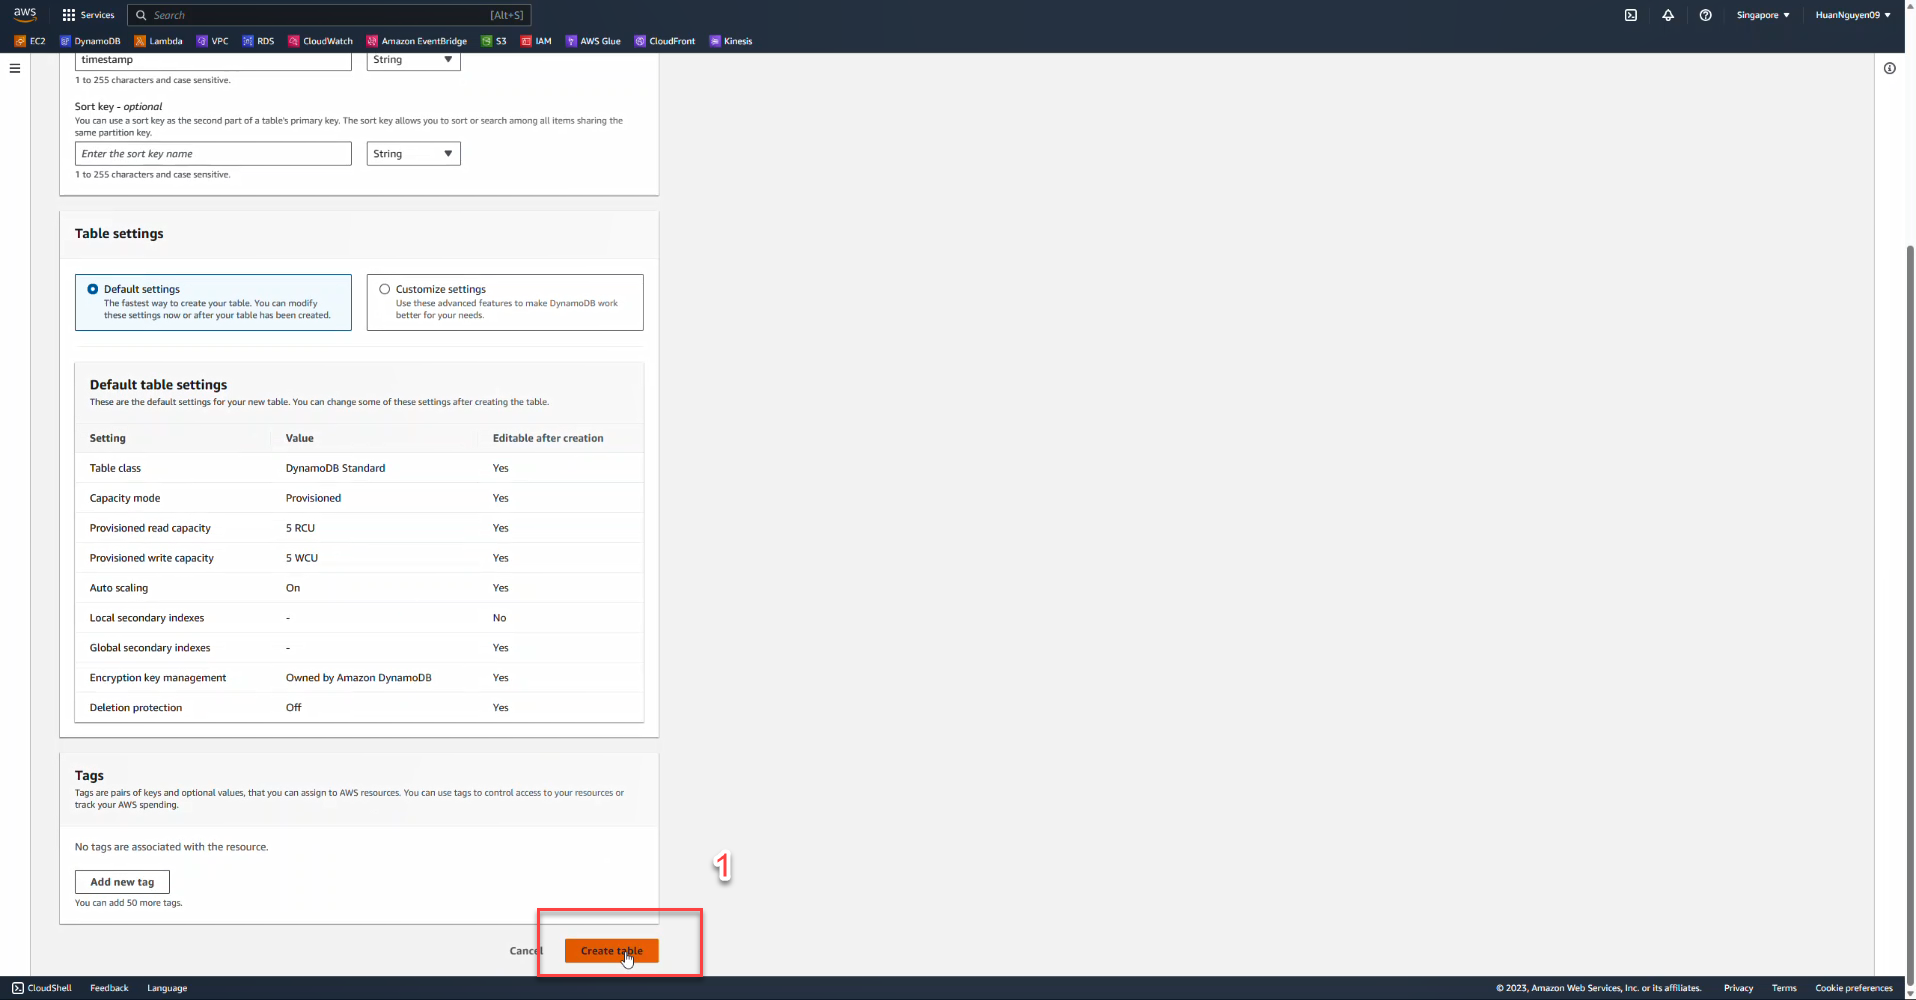 aws
Services
Search
[Alt+S]
Singapore
HuanNguyen09
EC2
DynamoDB
Lambda
VPC
RDS
CloudWatch
Amazon EventBridge
S3
IAM
AWS Glue
CloudFront
Kinesis
timestamp
String
1 to 255 characters and case sensitive.
Sort key - optional
You can use a sort key as the second part of a table's primary key. The sort key allows you to sort or search among all items sharing the
same partition key.
Enter the sort key name
String
1 to 255 characters and case sensitive.
Table settings
Default settings
The fastest way to create your table. You can modify
these settings now or after your table has been created.
Customize settings
Use these advanced features to make DynamoDB work
better for your needs.
Default table settings
These are the default settings for your new table. You can change some of these settings after creating the table.
Setting Value Editable after creation
Table class DynamoDB Standard Yes
Capacity mode Provisioned Yes
Provisioned read capacity 5 RCU Yes
Provisioned write capacity 5 WCU Yes
Auto scaling On Yes
Local secondary indexes - No
Global secondary indexes - Yes
Encryption key management Owned by Amazon DynamoDB Yes
Deletion protection Off Yes
Tags
Tags are pairs of keys and optional values, that you can assign to AWS resources. You can use tags to control access to your resources or
track your AWS spending.
No tags are associated with the resource.
Add new tag
You can add 50 more tags.
1
Cancel
Create table
CloudShell
Feedback
Language
© 2023, Amazon Web Services, Inc. or its affiliates.
Privacy
Terms
Cookie preferences